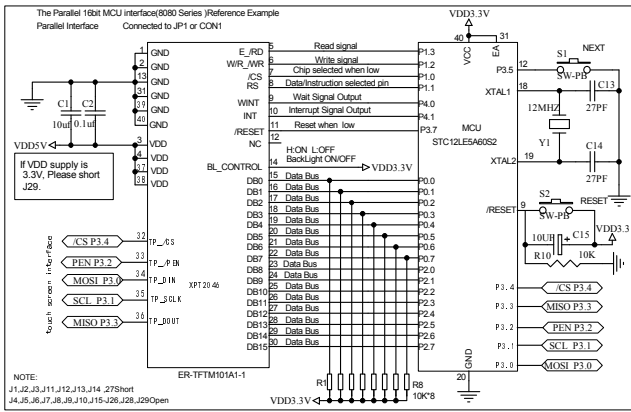 The Parallel 16bit MCU interface(8080 Series )Reference Example
Parallel Interface Connected to JP1 or CON1
VDD3.3V
1 GND
2 GND
13 GND
31 GND
39 GND
40 GND
3 VDD
4 VDD
37 VDD
38 VDD
C1
10uf
C2
0.1uf
VDD5V
If VDD supply is
3.3V, Please short
J29.
touch screen interface
/CS P3.4 32 TP_/CS
PEN P3.2 33 TP_/PEN
MOSI P3.0 34 TP_DIN
SCL P3.1 35 TP_SCLK
MISO P3.3 36 TP_DOUT
XPT2046
E_/RD 5 Read signal P1.3
W/R_/WR 6 Write signal P1.2
/CS 7 Chip selected when low P1.0
RS 8 Data/Instruction selected pin P1.1
WINT 9 Wait Signal Output P4.0
INT 10 Interrupt Signal Output P4.1
/RESET 11 Reset when low P3.7
NC 12
H:ON L:OFF
BL_CONTROL 14 BackLight ON/OFF VDD3.3V
DB0 15 Data Bus P0.0
DB1 16 Data Bus P0.1
DB2 17 Data Bus P0.2
DB3 18 Data Bus P0.3
DB4 19 Data Bus P0.4
DB5 20 Data Bus P0.5
DB6 21 Data Bus P0.6
DB7 22 Data Bus P0.7
DB8 23 Data Bus P2.0
DB9 24 Data Bus P2.1
DB10 25 Data Bus P2.2
DB11 26 Data Bus P2.3
DB12 27 Data Bus P2.4
DB13 28 Data Bus P2.5
DB14 29 Data Bus P2.6
DB15 30 Data Bus P2.7
ER-TFTM101A1-1
R1
R8
10K*8
VDD3.3V
40 VCC
31 EA
MCU
STC12LE5A60S2
20 GND
P3.5 12
S1
SW-PB
NEXT
XTAL1 18
12MHZ
Y1
XTAL2 19
C13
27PF
C14
27PF
/RESET 9
S2
SW-PB
RESET
VDD3.3
10UF + C15
R10 10K
P3.4 /CS P3.4
P3.3 MISO P3.3
P3.2 PEN P3.2
P3.1 SCL P3.1
P3.0 MOSI P3.0
NOTE:
J1,J2,J3,J11,J12,J13,J14 ,27Short
J4,J5,J6,J7,J8,J9,J10,J15-J26,J28,J29Open